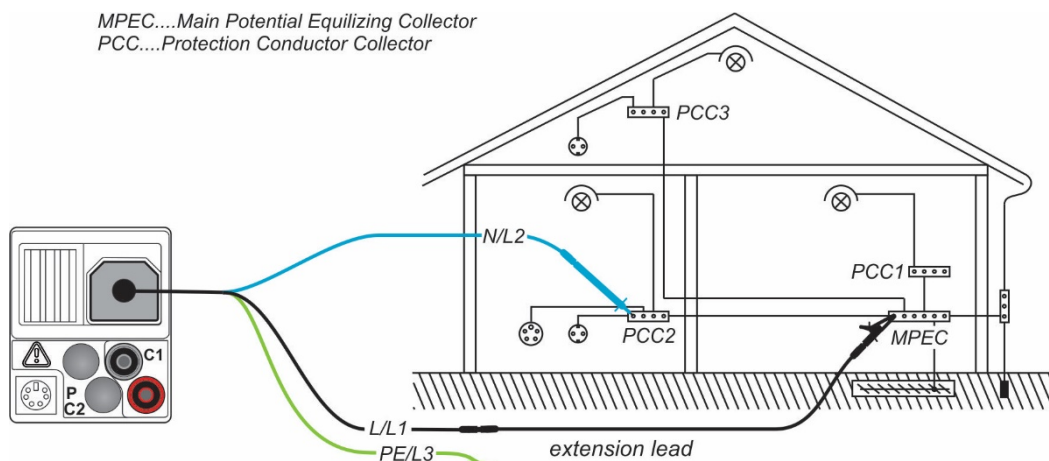 MPEC....Main Potential Equilizing Collector
PCC....Protection Conductor Collector
PCC3
N/L2
PCC1
PCC2
MPEC
C1
P
C2
L/L1
extension lead
PE/L3